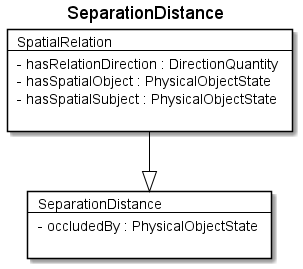 SeparationDistance
SpatialRelation
- hasRelationDirection : DirectionQuantity
- hasSpatialObject : PhysicalObjectState
- hasSpatialSubject : PhysicalObjectState
SeparationDistance
- occludedBy : PhysicalObjectState